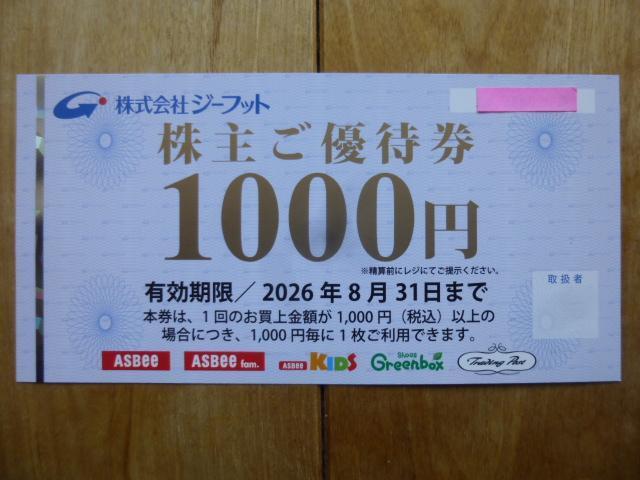 株式会社ジーフット
株主ご優待券
1000円
※精算前にレジにてご提示ください。
取扱者
有効期限／2026年8月31日まで
本券は、1回のお買上金額が1,000円（税込）以上の
場合につき、1,000円毎に1枚ご利用できます。
ASBee ASBee fam. ASBee KIDS Shoes Greenbox Trading Post